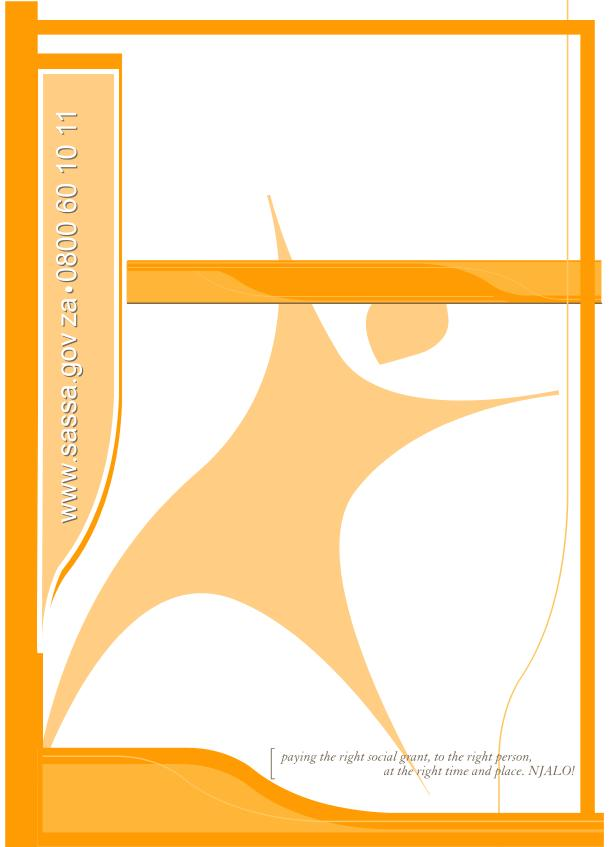 www.sassa.gov za•0800 60 10 11
paying the right social grant, to the right person,
at the right time and place. NJALO!